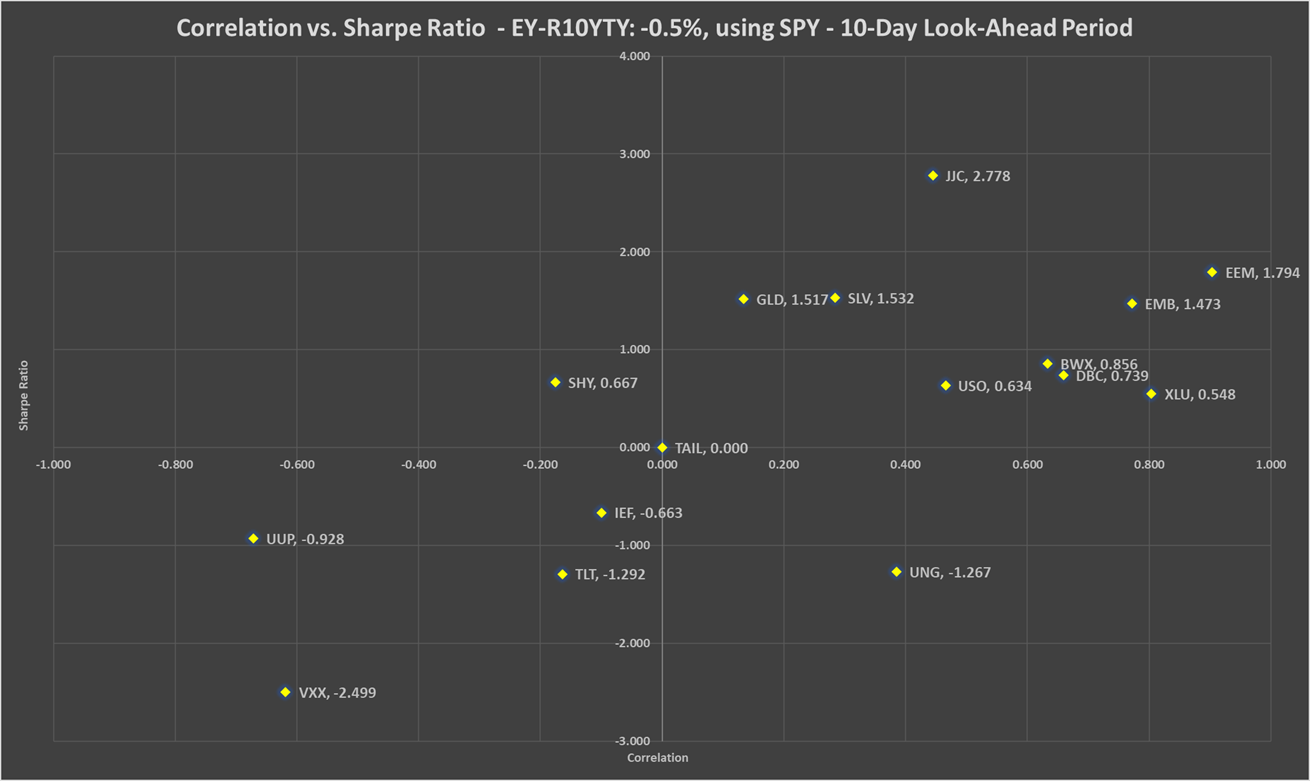 Correlation vs. Sharpe Ratio - EY-R10YTY: -0.5%, using SPY - 10-Day Look-Ahead Period
4.000
3.000
JJC, 2.778
2.000
EEM, 1.794
GLD, 1.517
SLV, 1.532
EMB, 1.473
1.000
BWX, 0.856
DBC, 0.739
SHY, 0.667
USO, 0.634
XLU, 0.548
Sharpe Ratio
0.000
TAIL, 0.000
-1.000
-0.800
-0.600
-0.400
-0.200
0.000
0.200
0.400
0.600
0.800
1.000
IEF, -0.663
UUP, -0.928
-1.000
TLT, -1.292
UNG, -1.267
-2.000
VXX, -2.499
-3.000
Correlation